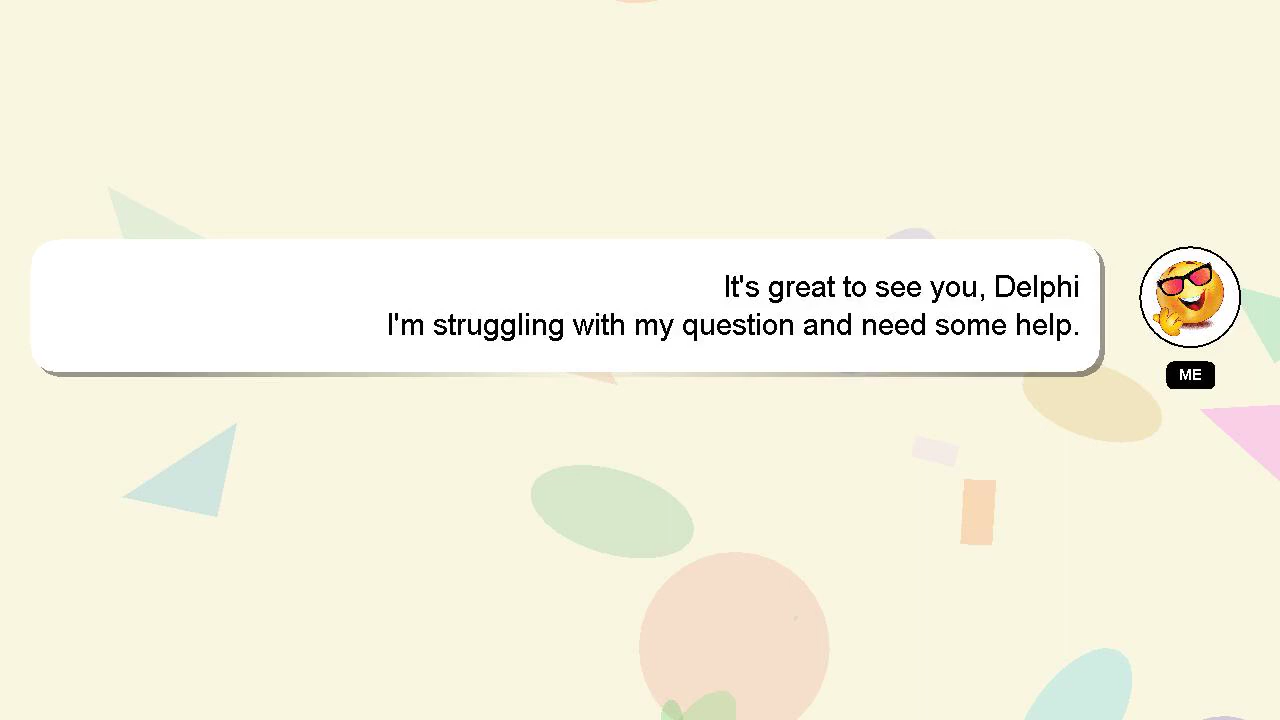 It's great to see you, Delphi
I'm struggling with my question and need some help.
ME